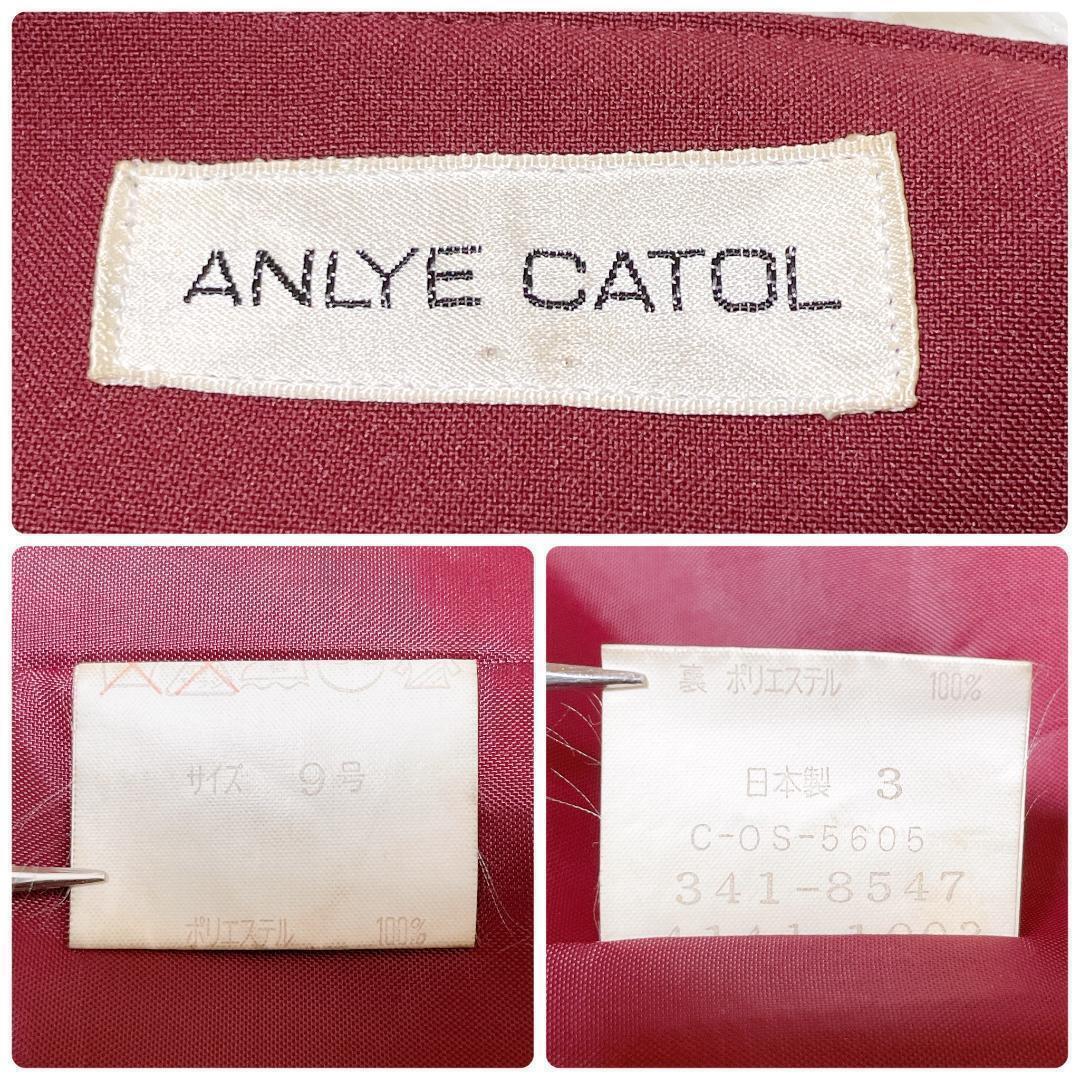 ANLYE CATOL
サイズ 9号
ポリエステル 100%
裏 ポリエステル 100%
日本製 3
C-OS-5605
341-8547